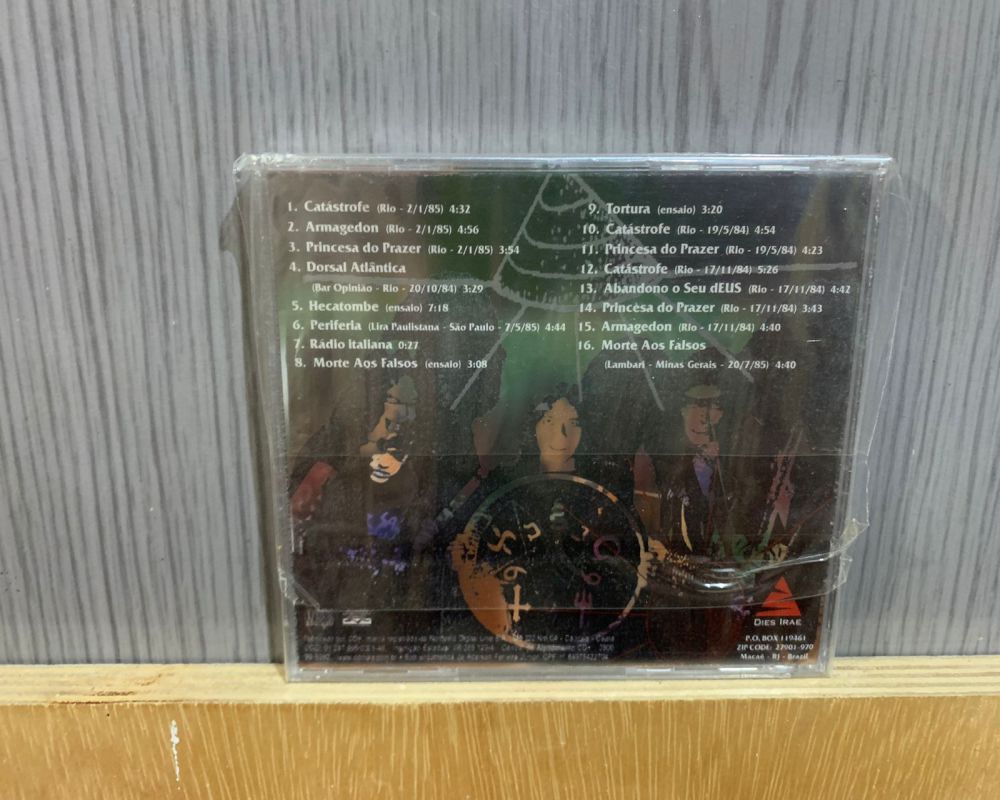 1. Catástrofe (Rio - 2/1/85) 4:32
2. Armagedon (Rio - 2/1/85) 4:56
3. Princesa do Prazer (Rio - 2/1/85) 3:54
4. Dorsal Atlântica
(Bar Opinião - Rio - 20/10/84) 3:29
5. Hecatombe (ensaio) 7:18
6. Periferia (Lira Paulistana - São Paulo - 7/5/85) 4:44
7. Rádio Italiana 0:27
8. Morte Aos Falsos (ensaio) 3:08
9. Tortura (ensaio) 3:20
10. Catástrofe (Rio - 19/5/84) 4:54
11. Princesa do Prazer (Rio - 19/5/84) 4:23
12. Catástrofe (Rio - 17/11/84) 5:26
13. Abandono o Seu dEUS (Rio - 17/11/84) 4:42
14. Princesa do Prazer (Rio - 17/11/84) 3:43
15. Armagedon (Rio - 17/11/84) 4:40
16. Morte Aos Falsos
(Lambari - Minas Gerais - 20/7/85) 4:40
DIES IRAE
P.O. BOX 119461
ZIP CODE: 27901-970
Macaé - RJ - Brazil